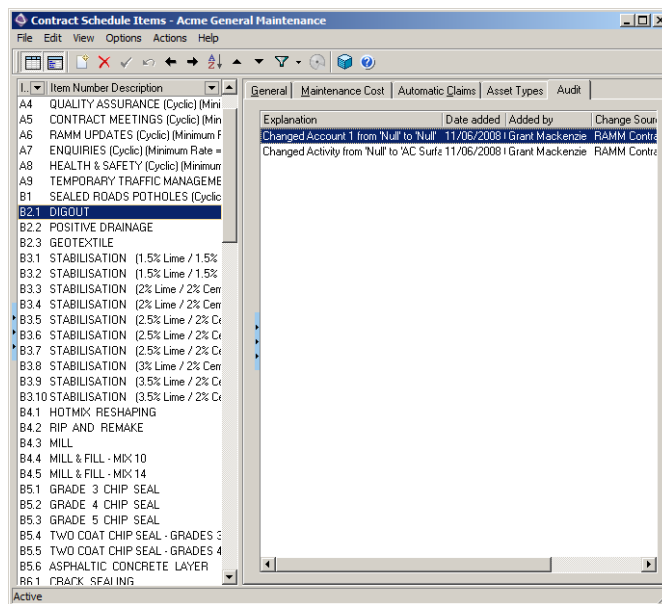 Contract Schedule Items - Acme General Maintenance
File Edit View Options Actions Help
I.. Item Number Description
A4 QUALITY ASSURANCE (Cyclic) (Mini
A5 CONTRACT MEETINGS (Cyclic) (Min
A6 RAMM UPDATES (Cyclic) (Minimum F
A7 ENQUIRIES (Cyclic) (Minimum Rate =
A8 HEALTH & SAFETY (Cyclic) (Minimum
A9 TEMPORARY TRAFFIC MANAGEME
B1 SEALED ROADS POTHOLES (Cyclic
B2.1 DIGOUT
B2.2 POSITIVE DRAINAGE
B2.3 GEOTEXTILE
B3.1 STABILISATION (1.5% Lime / 1.5%
B3.2 STABILISATION (1.5% Lime / 1.5%
B3.3 STABILISATION (2% Lime / 2% Cem
B3.4 STABILISATION (2% Lime / 2% Cem
B3.5 STABILISATION (2.5% Lime / 2% Ce
B3.6 STABILISATION (2.5% Lime / 2% Ce
B3.7 STABILISATION (2.5% Lime / 2% Ce
B3.8 STABILISATION (3% Lime / 2% Cem
B3.9 STABILISATION (3.5% Lime / 2% Ce
B3.10 STABILISATION (3.5% Lime / 2% Ce
B4.1 HOTMIX RESHAPING
B4.2 RIP AND REMAKE
B4.3 MILL
B4.4 MILL & FILL - MIX 10
B4.5 MILL & FILL - MIX 14
B5.1 GRADE 3 CHIP SEAL
B5.2 GRADE 4 CHIP SEAL
B5.3 GRADE 5 CHIP SEAL
B5.4 TWO COAT CHIP SEAL - GRADES 3
B5.5 TWO COAT CHIP SEAL - GRADES 4
B5.6 ASPHALTIC CONCRETE LAYER
B6.1 CRACK SEALING
General Maintenance Cost Automatic Claims Asset Types Audit
Explanation Date added Added by Change Sour
Changed Account 1 from 'Null' to 'Null' 11/06/2008 Grant Mackenzie RAMM Contra
Changed Activity from 'Null' to 'AC Surfa 11/06/2008 Grant Mackenzie RAMM Contra
Active